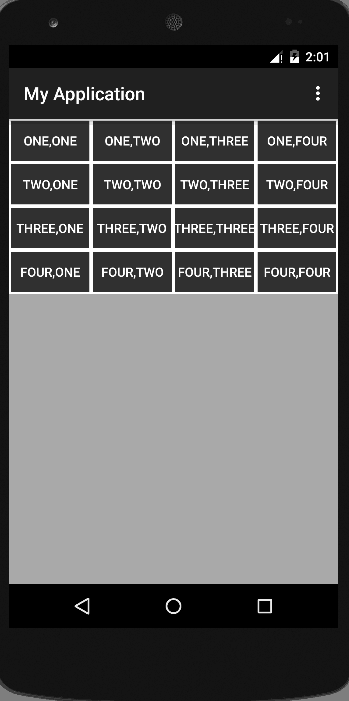 2:01
My Application
ONE,ONE ONE,TWO ONE,THREE ONE,FOUR
TWO,ONE TWO,TWO TWO,THREE TWO,FOUR
THREE,ONE THREE,TWO THREE,THREE THREE,FOUR
FOUR,ONE FOUR,TWO FOUR,THREE FOUR,FOUR